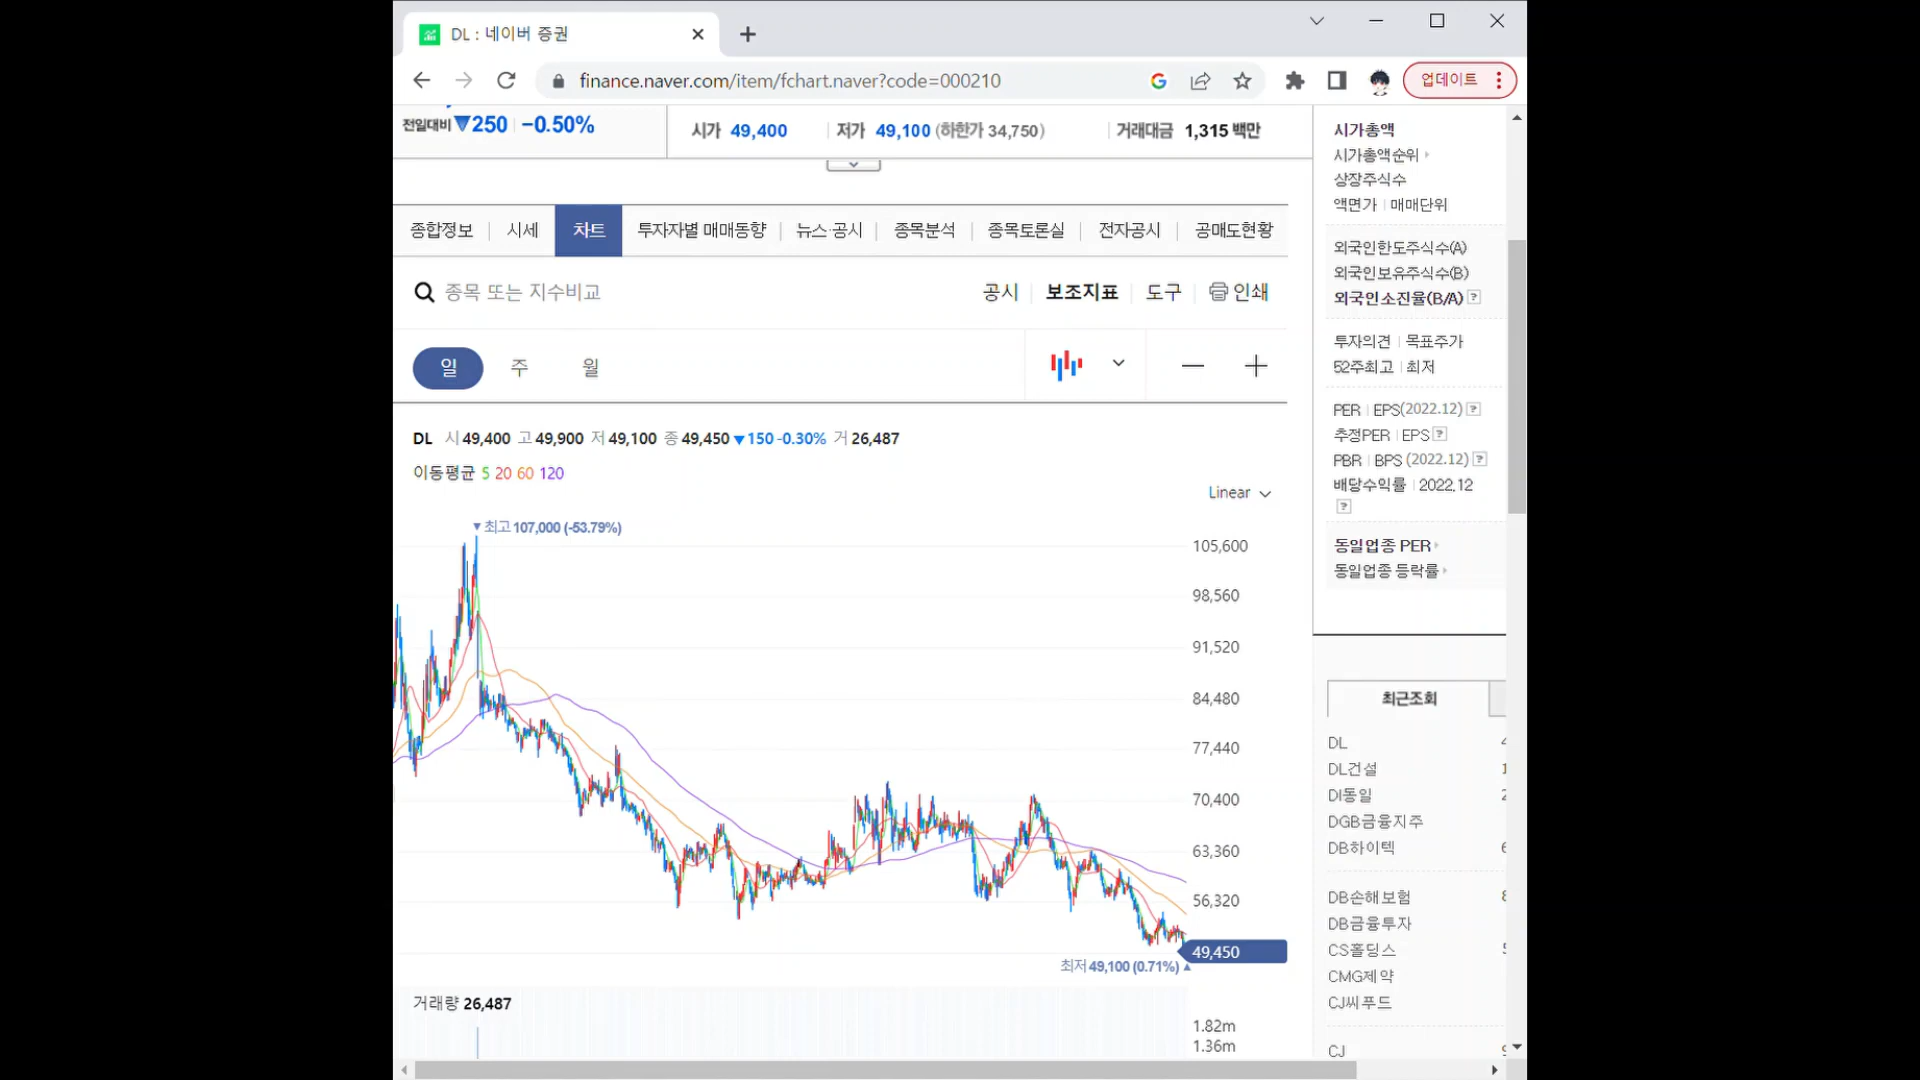 DL : 네이버 증권
finance.naver.com/item/fchart.naver?code=000210
업데이트
전일대비 ▼250 | -0.50%
시가 49,400 | 저가 49,100 (하한가 34,750) | 거래대금 1,315 백만
종합정보 | 시세 차트 투자자별 매매동향 | 뉴스·공시 | 종목분석 | 종목토론실 | 전자공시 | 공매도현황
종목 또는 지수비교
공시 | 보조지표 | 도구 | 인쇄
일 주 월
DL 시 49,400 고 49,900 저 49,100 종 49,450 ▼150 -0.30% 거 26,487
이동평균 5 20 60 120
Linear
▼최고 107,000 (-53.79%)
105,600
98,560
91,520
84,480
77,440
70,400
63,360
56,320
49,450
최저 49,100 (0.71%) ▲
거래량 26,487
1.82m
1.36m
시가총액
시가총액순위
상장주식수
액면가 | 매매단위
외국인한도주식수(A)
외국인보유주식수(B)
외국인소진율(B/A) ?
투자의견 | 목표주가
52주최고 | 최저
PER | EPS(2022.12) ?
추정PER | EPS ?
PBR | BPS (2022.12) ?
배당수익률 | 2022.12
?
동일업종 PER
동일업종 등락률
최근조회
DL
DL건설
DI동일
DGB금융지주
DB하이텍
DB손해보험
DB금융투자
CS홀딩스
CMG제약
CJ씨푸드
CJ